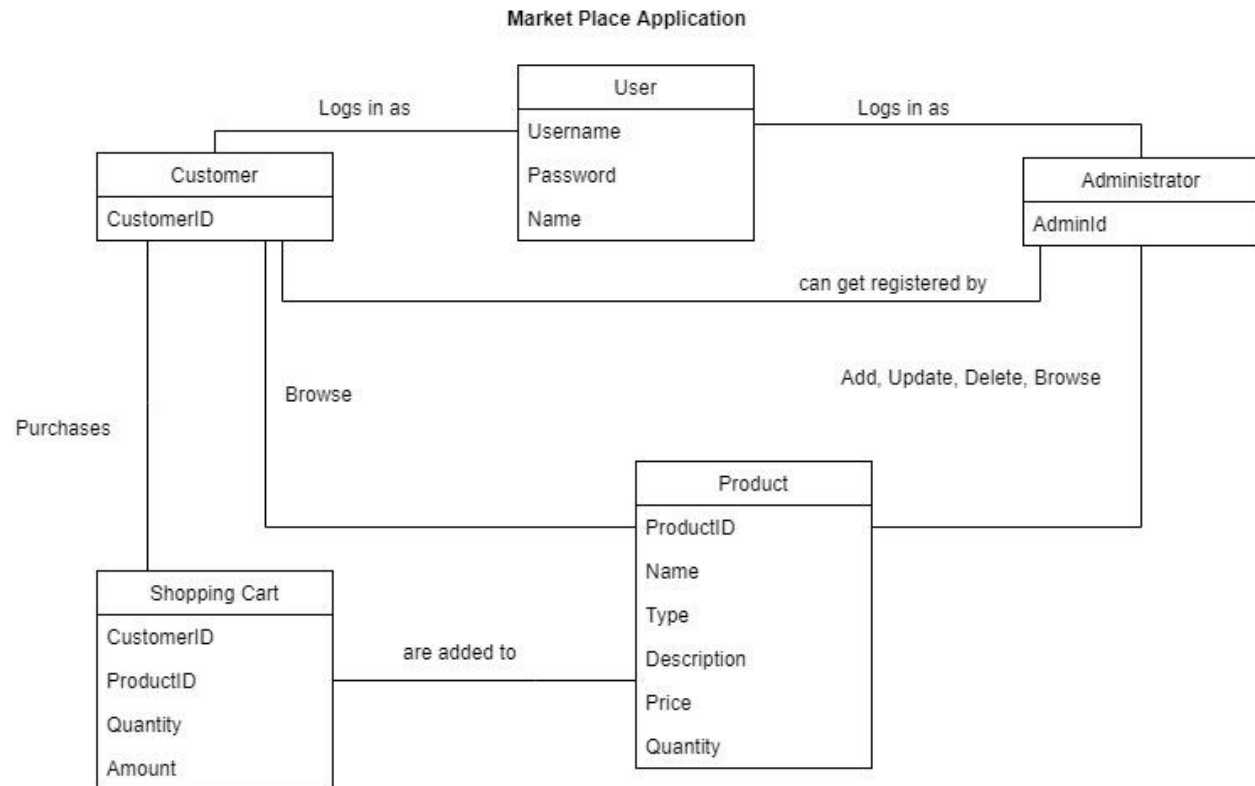 Market Place Application
User
Logs in as
Logs in as
Username
Customer
Password
Administrator
CustomerID
Name
AdminId
can get registered by
Add, Update, Delete, Browse
Browse
Purchases
Product
ProductID
Name
Shopping Cart
Type
CustomerID
are added to
Description
ProductID
Price
Quantity
Quantity
Amount